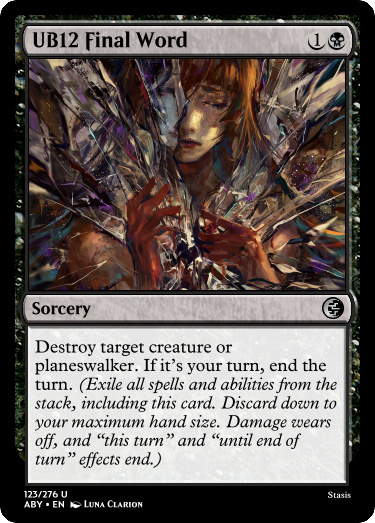 UB12 Final Word 1
Sorcery
Destroy target creature or
planeswalker. If it's your turn, end the
turn. (Exile all spells and abilities from the
stack, including this card. Discard down to
your maximum hand size. Damage wears
off, and “this turn” and “until end of
turn” effects end.)
123/276 U
ABY • EN Luna Clarion
Stasis